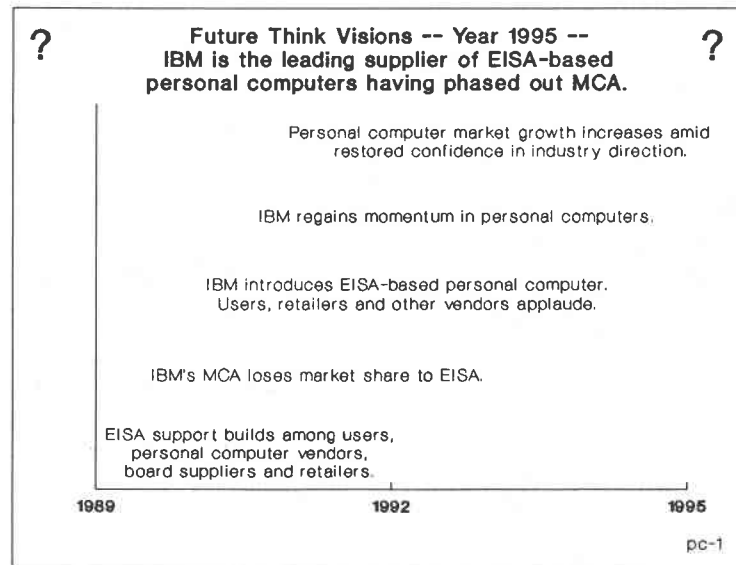 ? Future Think Visions -- Year 1995 -- ?
IBM is the leading supplier of EISA-based
personal computers having phased out MCA.
Personal computer market growth increases amid
restored confidence in industry direction.
IBM regains momentum in personal computers.
IBM introduces EISA-based personal computer.
Users, retailers and other vendors applaude.
IBM's MCA loses market share to EISA.
EISA support builds among users,
personal computer vendors,
board suppliers and retailers.
1989 1992 1995
pc-1